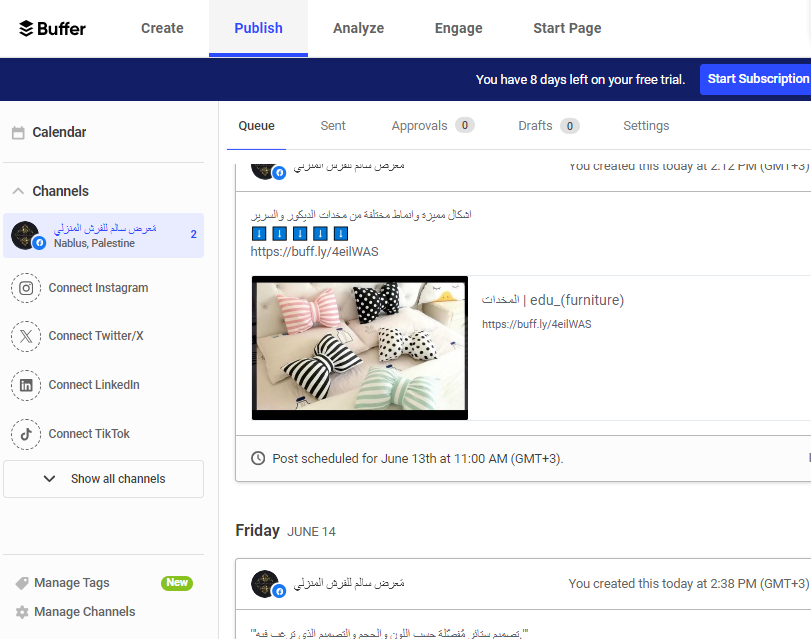 Buffer
Create
Publish
Analyze
Engage
Start Page
You have 8 days left on your free trial.
Start Subscription
Calendar
Channels
معرض سالم للفرش المنزلي
Nablus, Palestine
2
Connect Instagram
Connect Twitter/X
Connect LinkedIn
Connect TikTok
Show all channels
Manage Tags
New
Manage Channels
Queue
Sent
Approvals 0
Drafts 0
Settings
معرض سالم للفرش المنزلي
You created this today at 2:12 PM (GMT+3)
اشكال مميزة وانماط مختلفة من مخدات الديكور والسرير
⬇️⬇️⬇️⬇️⬇️
https://buff.ly/4eilWAS
المخدات | edu_(furniture)
https://buff.ly/4eilWAS
Post scheduled for June 13th at 11:00 AM (GMT+3).
Friday JUNE 14
معرض سالم للفرش المنزلي
You created this today at 2:38 PM (GMT+3)
"تصميم ستائر مُفصّلة حسب اللون والحجم والتصميم الذي ترغب فيه."